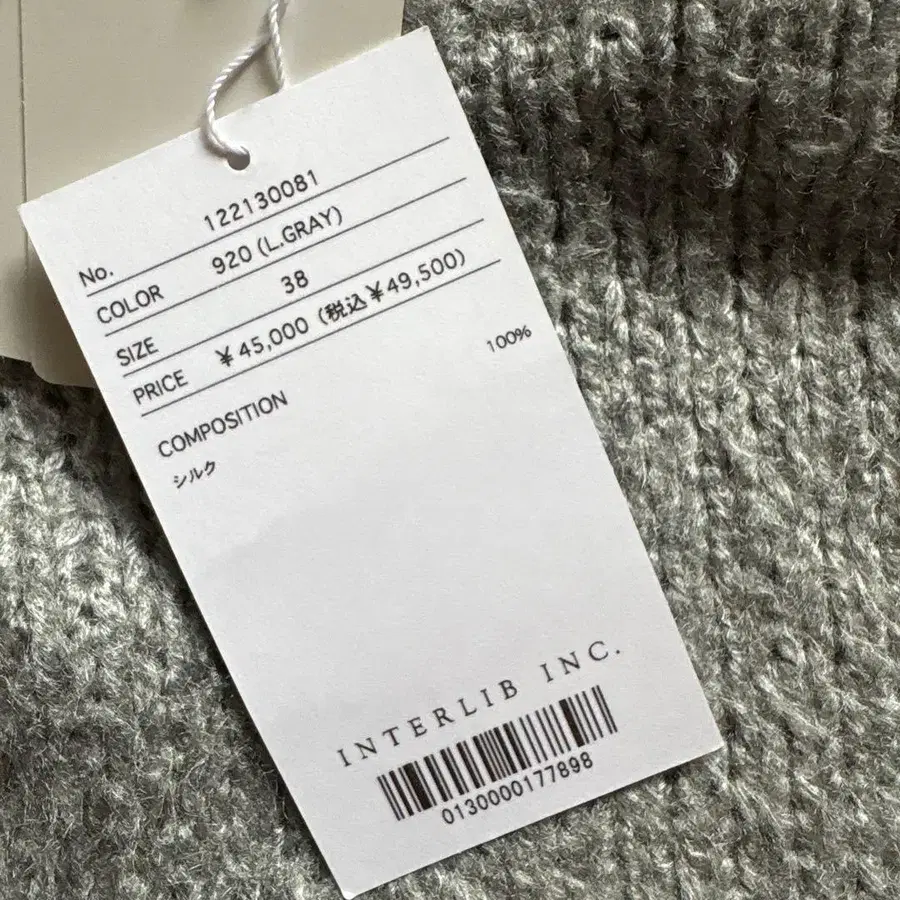 No. 122130081
COLOR 920 (L.GRAY)
SIZE 38
PRICE ¥45,000 (税込¥49,500)
COMPOSITION
シルク 100%
INTERLIB INC.
0130000177898